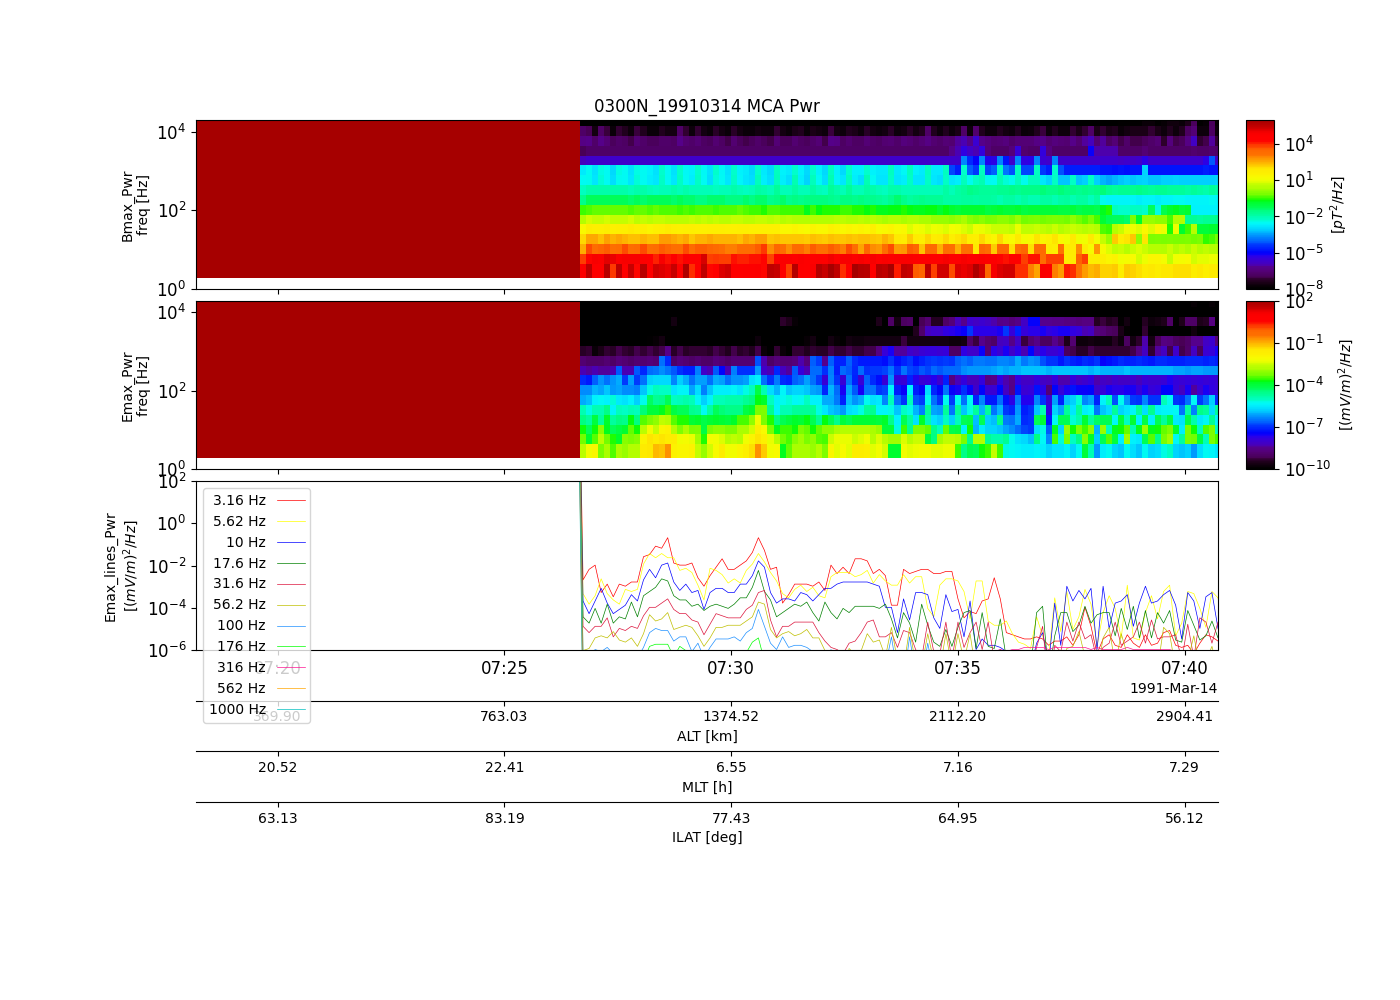 0300N_19910314 MCA Pwr
10^4
10^2
10^0
Bmax_Pwr
freq [Hz]
10^4
10^1
10^-2
10^-5
10^-8
[pT^2/Hz]
10^4
10^2
10^0
Emax_Pwr
freq [Hz]
10^2
10^-1
10^-4
10^-7
10^-10
[(mV/m)^2/Hz]
10^2
10^0
10^-2
10^-4
10^-6
Emax_lines_Pwr
[(mV/m)^2/Hz]
3.16 Hz
5.62 Hz
10 Hz
17.6 Hz
31.6 Hz
56.2 Hz
100 Hz
176 Hz
316 Hz
562 Hz
1000 Hz
07:20 07:25 07:30 07:35 07:40
1991-Mar-14
369.90 763.03 1374.52 2112.20 2904.41
ALT [km]
20.52 22.41 6.55 7.16 7.29
MLT [h]
63.13 83.19 77.43 64.95 56.12
ILAT [deg]